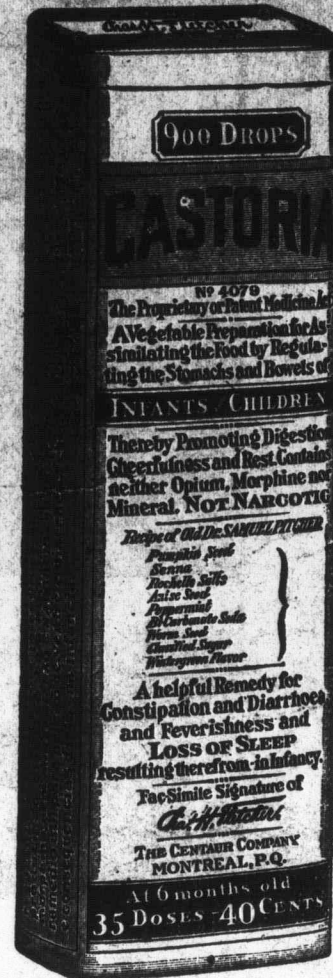 Chas. H. Fletcher
900 DROPS
CASTORIA
No 4079
The Proprietary or Patent Medicine Ac
A Vegetable Preparation for As-
similating the Food by Regula-
ting the Stomachs and Bowels of
INFANTS / CHILDREN
Thereby Promoting Digestion
Cheerfulness and Rest. Contains
neither Opium, Morphine nor
Mineral. NOT NARCOTIC
Recipe of Old Dr. SAMUEL PITCHER
Pumpkin Seed
Senna
Rochelle Salts
Anise Seed
Peppermint
Bi Carbonate Soda
Worm Seed
Clarified Sugar
Wintergreen Flavor
A helpful Remedy for
Constipation and Diarrhoea
and Feverishness and
LOSS OF SLEEP
resulting therefrom-in Infancy.
Fac-Simile Signature of
Chas. H. Fletcher.
THE CENTAUR COMPANY
MONTREAL, P.Q.
At 6 months old
35 DOSES - 40 CENTS